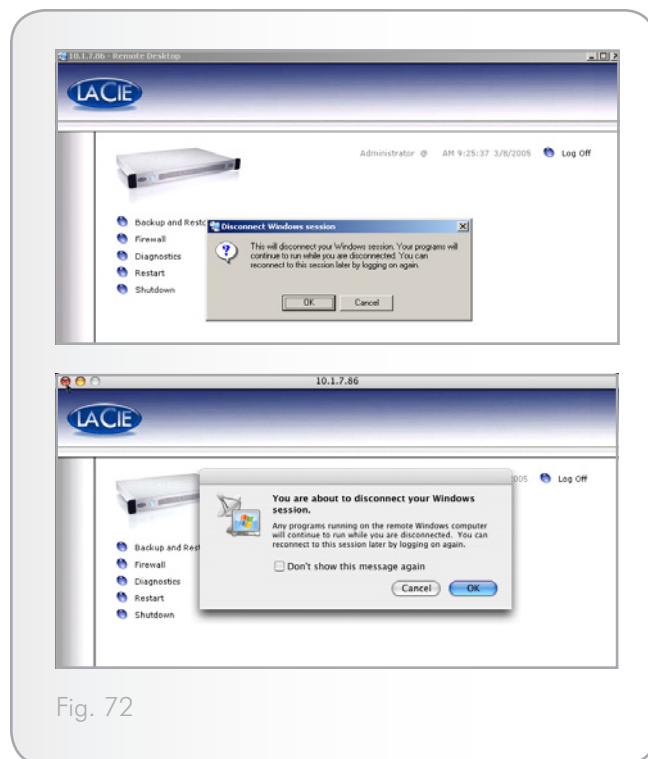 10.1.7.86 - Remote Desktop
LACIE
Administrator @ AM 9:25:37 3/8/2005 Log Off
Backup and Resto
Firewall
Diagnostics
Restart
Shutdown
Disconnect Windows session
This will disconnect your Windows session. Your programs will
continue to run while you are disconnected. You can
reconnect to this session later by logging on again.
OK Cancel
10.1.7.86
LACIE
005 Log Off
Backup and Rest
Firewall
Diagnostics
Restart
Shutdown
You are about to disconnect your Windows
session.
Any programs running on the remote Windows computer
will continue to run while you are disconnected. You can
reconnect to this session later by logging on again.
Don't show this message again
Cancel OK
Fig. 72